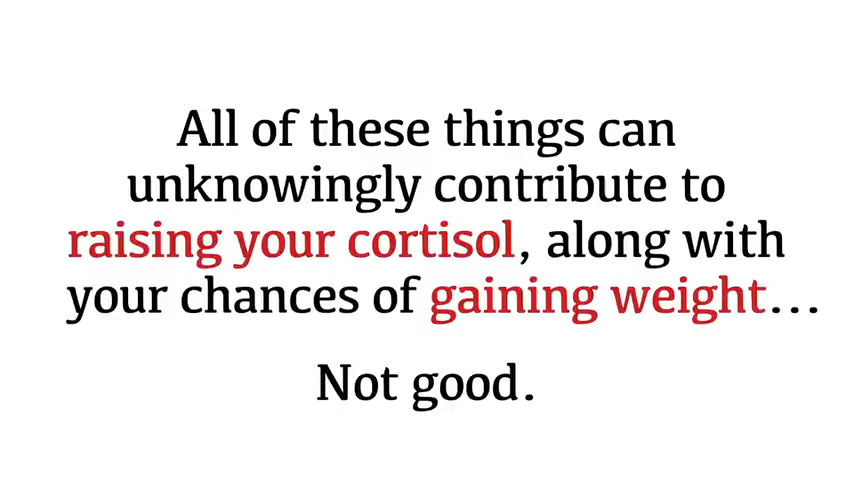 All of these things can
unknowingly contribute to
raising your cortisol, along with
your chances of gaining weight...
Not good.